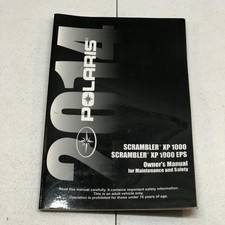 2014
POLARIS
SCRAMBLER® XP 1000
SCRAMBLER® XP 1000 EPS
Owner's Manual
for Maintenance and Safety
Read this manual carefully. It contains important safety information.
This is an adult vehicle only.
Operation is prohibited for those under 16 years of age.